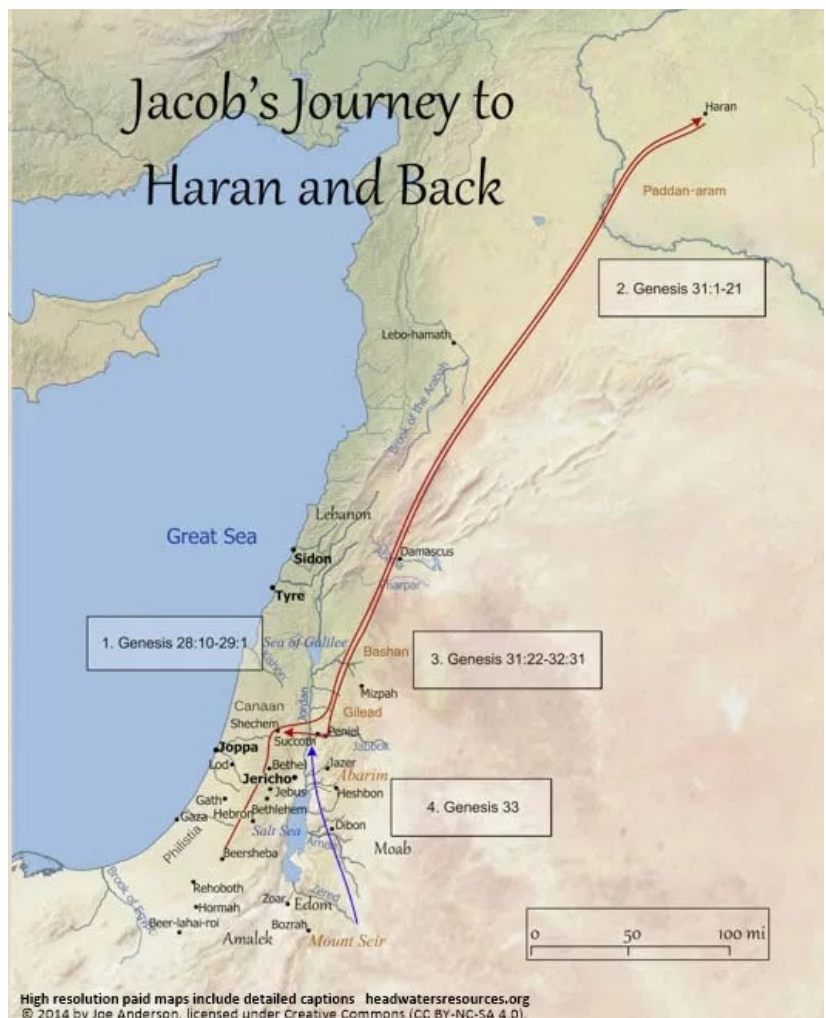 Jacob's Journey to
Haran and Back
Haran
Paddan-aram
2. Genesis 31:1-21
Lebo-hamath
Brook of the Arabah
Lebanon
Great Sea
Sidon
Damascus
Pharpar
Tyre
1. Genesis 28:10-29:1
Sea of Galilee
Kishon
Bashan
3. Genesis 31:22-32:31
Mizpah
Jordan
Canaan
Gilead
Shechem
Succoth
Peniel
Jabbok
Joppa
Lod
Bethel
Jazer
Abarim
Jericho
Jebus
Heshbon
4. Genesis 33
Gath
Bethlehem
Hebron
Gaza
Salt Sea
Dibon
Arnon
Moab
Philistia
Beersheba
Brook of Egypt
Rehoboth
Zered
Zoar
Edom
Hormah
Beer-lahai-roi
Bozrah
Amalek
Mount Seir
0 50 100 mi
High resolution paid maps include detailed captions headwatersresources.org
© 2014 by Joe Anderson, licensed under Creative Commons (CC BY-NC-SA 4.0).